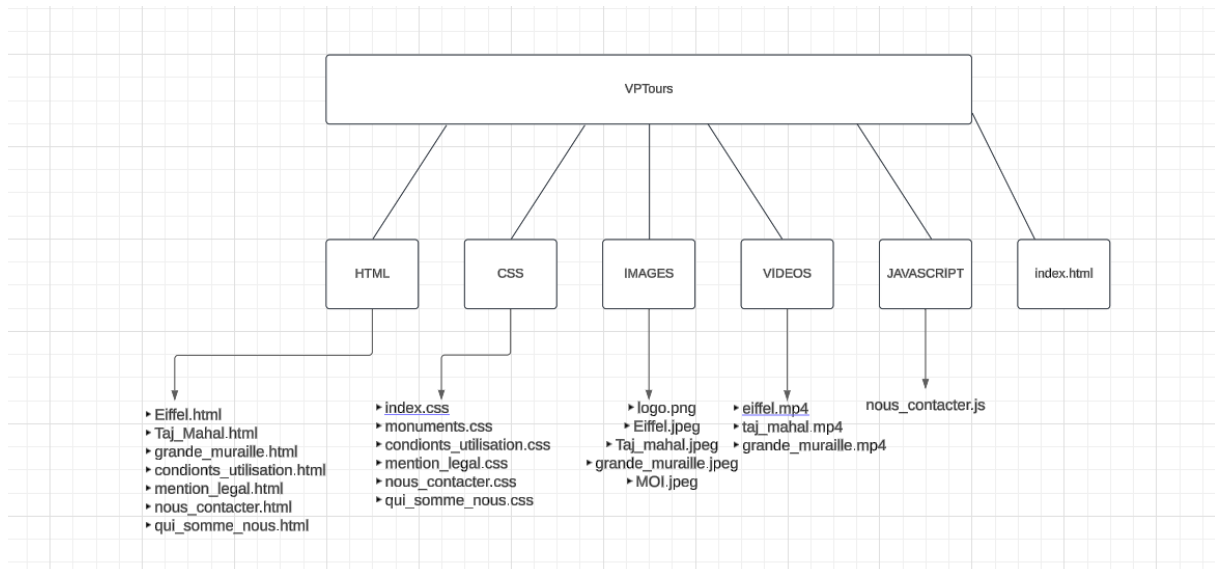 VPTours
HTML
CSS
IMAGES
VIDEOS
JAVASCRIPT
index.html
Eiffel.html
Taj_Mahal.html
grande_muraille.html
condionts_utilisation.html
mention_legal.html
nous_contacter.html
qui_somme_nous.html
index.css
monuments.css
condionts_utilisation.css
mention_legal.css
nous_contacter.css
qui_somme_nous.css
logo.png
Eiffel.jpeg
Taj_mahal.jpeg
grande_muraille.jpeg
MOI.jpeg
eiffel.mp4
taj_mahal.mp4
grande_muraille.mp4
nous_contacter.js